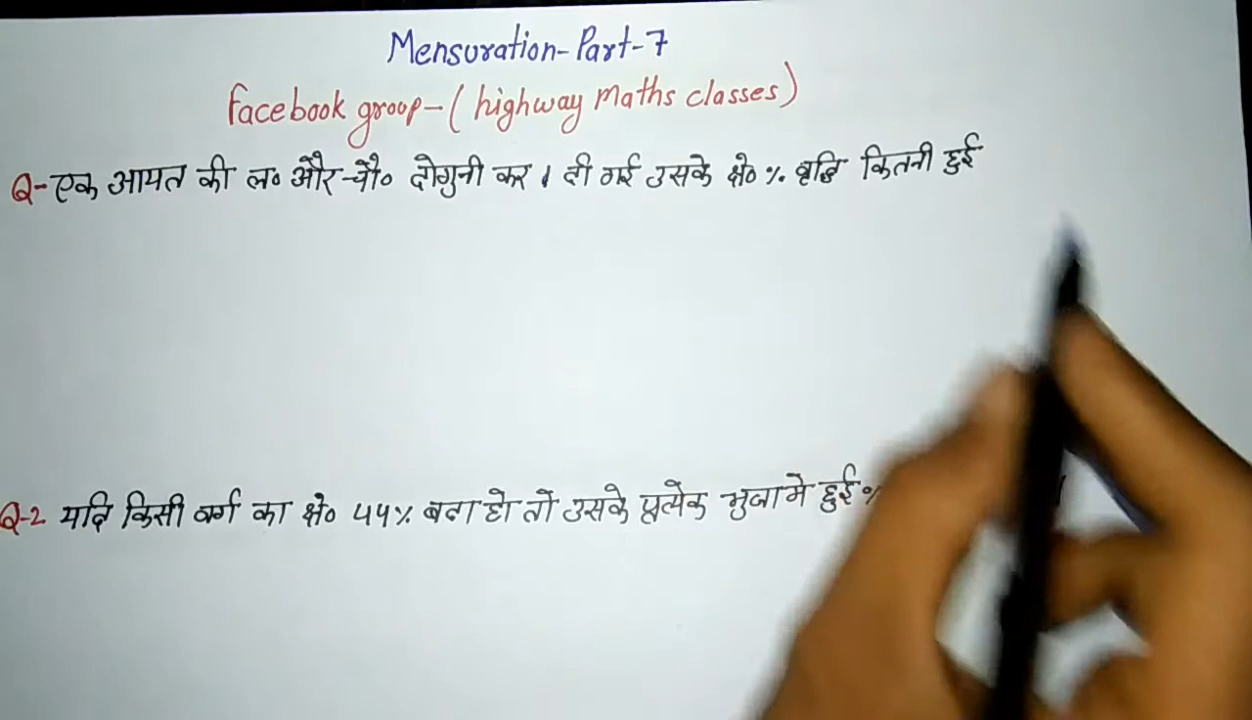 Mensuration-Part-7
facebook group-(highway Maths classes)
Q-एक आयत की ल० और चौ० दोगुनी कर । दी गई उसके क्षे० % वृद्धि कितनी हुई
Q-2 यदि किसी वर्ग का क्षे० 44% बढा हो तो उसके प्रत्येक भुजा मे हुई %